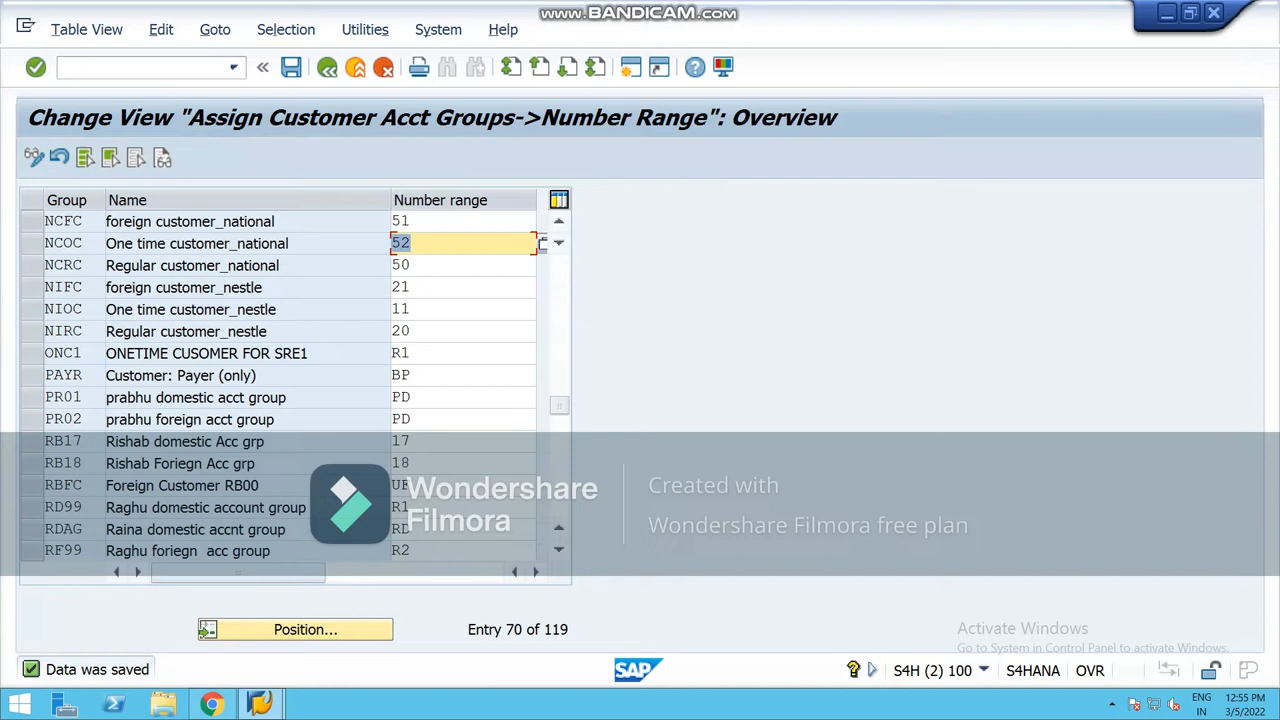 www.BANDICAM.com
Table View Edit Goto Selection Utilities System Help
Change View "Assign Customer Acct Groups->Number Range": Overview
Group Name Number range
NCFC foreign customer_national 51
NCOC One time customer_national 52
NCRC Regular customer_national 50
NIFC foreign customer_nestle 21
NIOC One time customer_nestle 11
NIRC Regular customer_nestle 20
ONC1 ONETIME CUSOMER FOR SRE1 R1
PAYR Customer: Payer (only) BP
PR01 prabhu domestic acct group PD
PR02 prabhu foreign acct group PD
RB17 Rishab domestic Acc grp 17
RB18 Rishab Foriegn Acc grp 18
RBFC Foreign Customer RB00
RD99 Raghu domestic account group R1
RDAG Raina domestic accnt group RD
RF99 Raghu foriegn acc group R2
Wondershare
Filmora
Created with
Wondershare Filmora free plan
Position... Entry 70 of 119
Activate Windows
Go to System in Control Panel to activate Windows.
Data was saved SAP S4H (2) 100 S4HANA OVR
ENG 12:55 PM
IN 3/5/2022